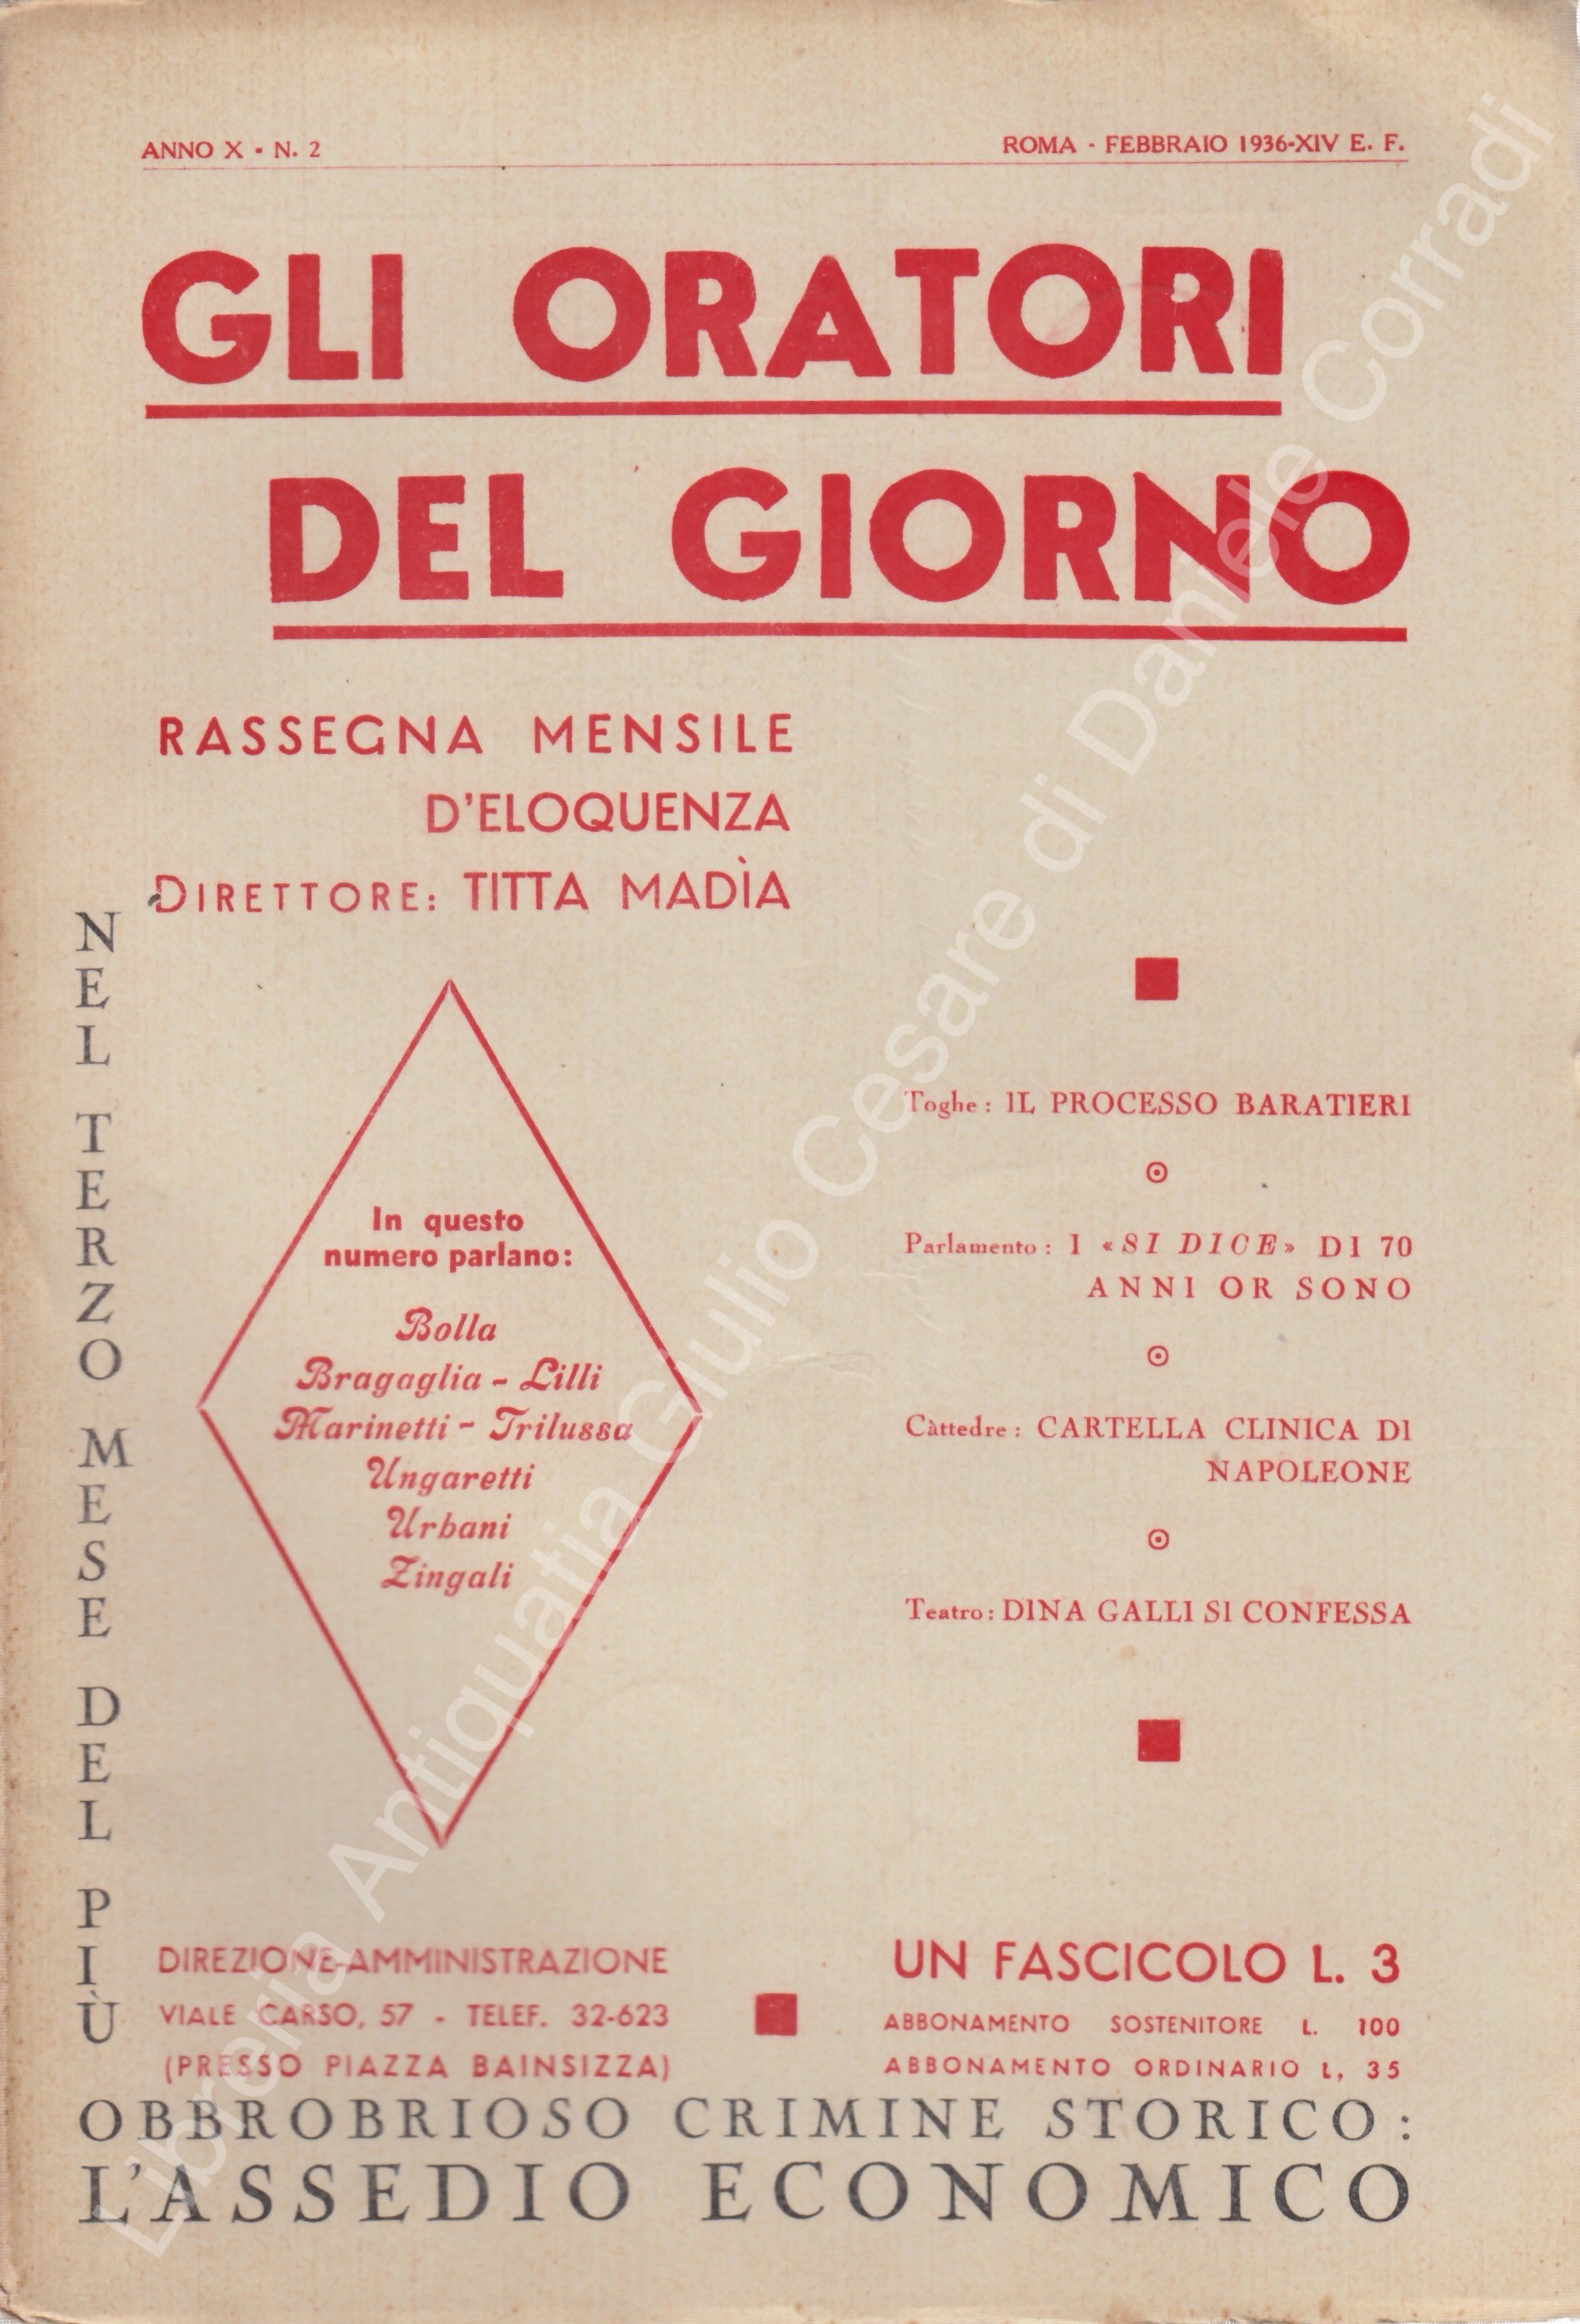 ANNO X - N. 2
ROMA - FEBBRAIO 1936-XIV E. F.
GLI ORATORI
DEL GIORNO
RASSEGNA MENSILE
D'ELOQUENZA
DIRETTORE: TITTA MADÌA
In questo
numero parlano:
Bolla
Bragaglia - Lilli
Marinetti - Trilussa
Ungaretti
Urbani
Zingali
Toghe: IL PROCESSO BARATIERI
Parlamento: I «SI DICE» DI 70
ANNI OR SONO
Càttedre: CARTELLA CLINICA DI
NAPOLEONE
Teatro: DINA GALLI SI CONFESSA
DIREZIONE-AMMINISTRAZIONE
VIALE CARSO, 57 - TELEF. 32-623
(PRESSO PIAZZA BAINSIZZA)
UN FASCICOLO L. 3
ABBONAMENTO SOSTENITORE L. 100
ABBONAMENTO ORDINARIO L, 35
NEL TERZO MESE DEL PIÙ
OBBROBRIOSO CRIMINE STORICO:
L'ASSEDIO ECONOMICO
Libreria Antiquaria Giulio Cesare di Daniele Corradi